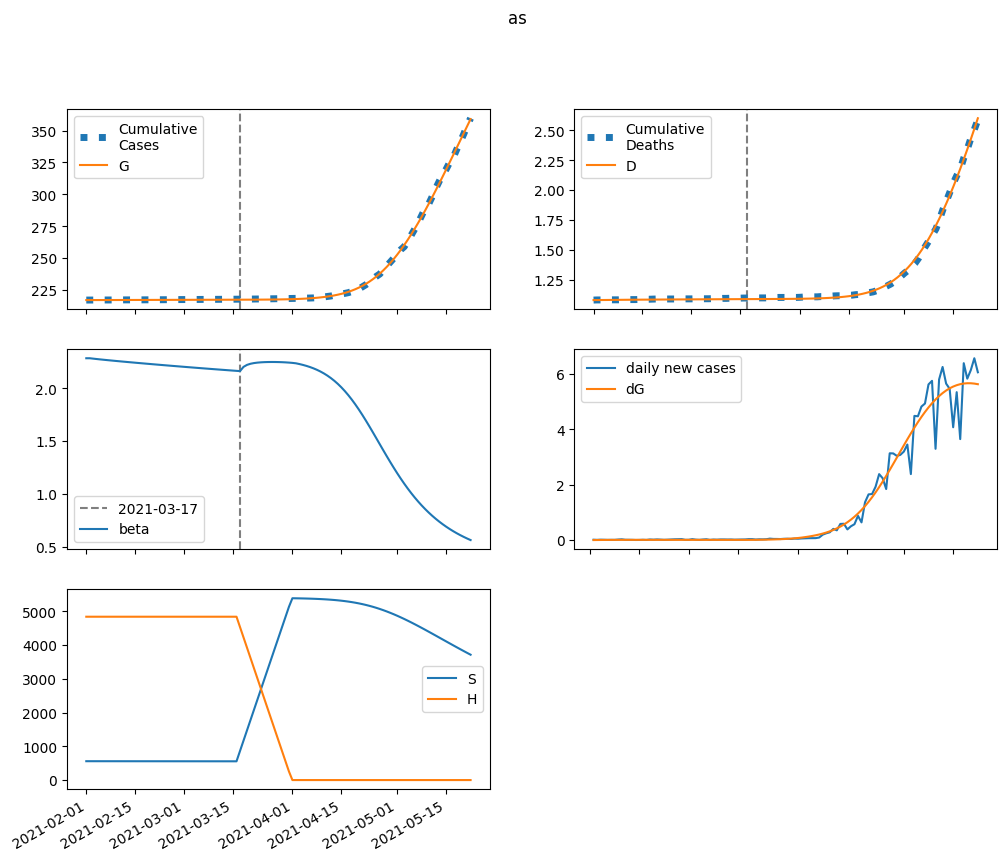 as
350
325
300
275
250
225
Cumulative
Cases
G
2.50
2.25
2.00
1.75
1.50
1.25
Cumulative
Deaths
D
2.0
1.5
1.0
0.5
2021-03-17
beta
6
4
2
0
daily new cases
dG
5000
4000
3000
2000
1000
0
S
H
2021-02-01
2021-02-15
2021-03-01
2021-03-15
2021-04-01
2021-04-15
2021-05-01
2021-05-15